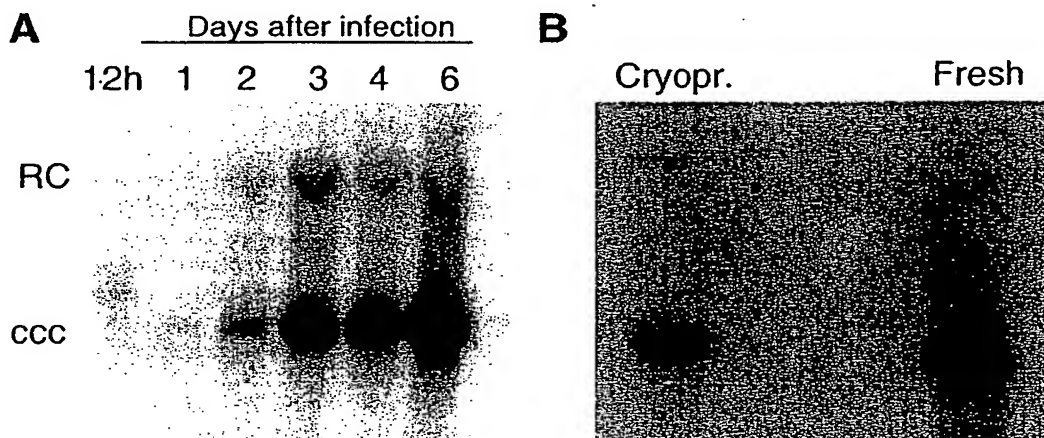 A
Days after infection
12h 1 2 3 4 6
RC
ccc
B
Cryopr. Fresh